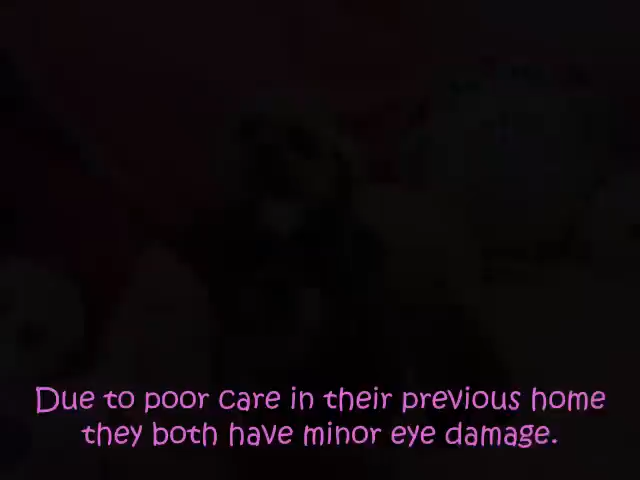 Due to poor care in their previous home
they both have minor eye damage.